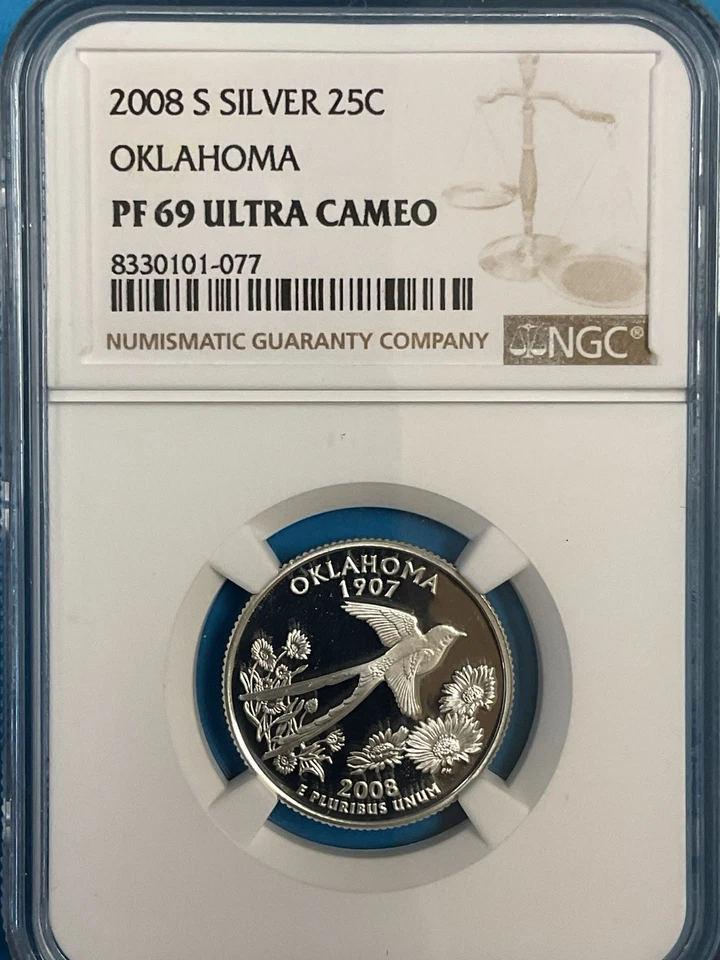 2008 S SILVER 25C
OKLAHOMA
PF 69 ULTRA CAMEO
8330101-077
NUMISMATIC GUARANTY COMPANY
NGC®
OKLAHOMA
1907
2008
E PLURIBUS UNUM